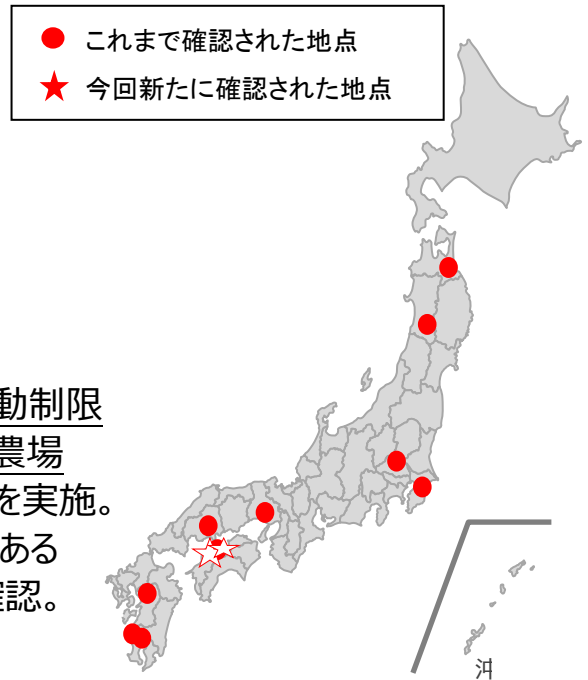 これまで確認された地点
今回新たに確認された地点
動制限
農場
を実施。
ある
確認。